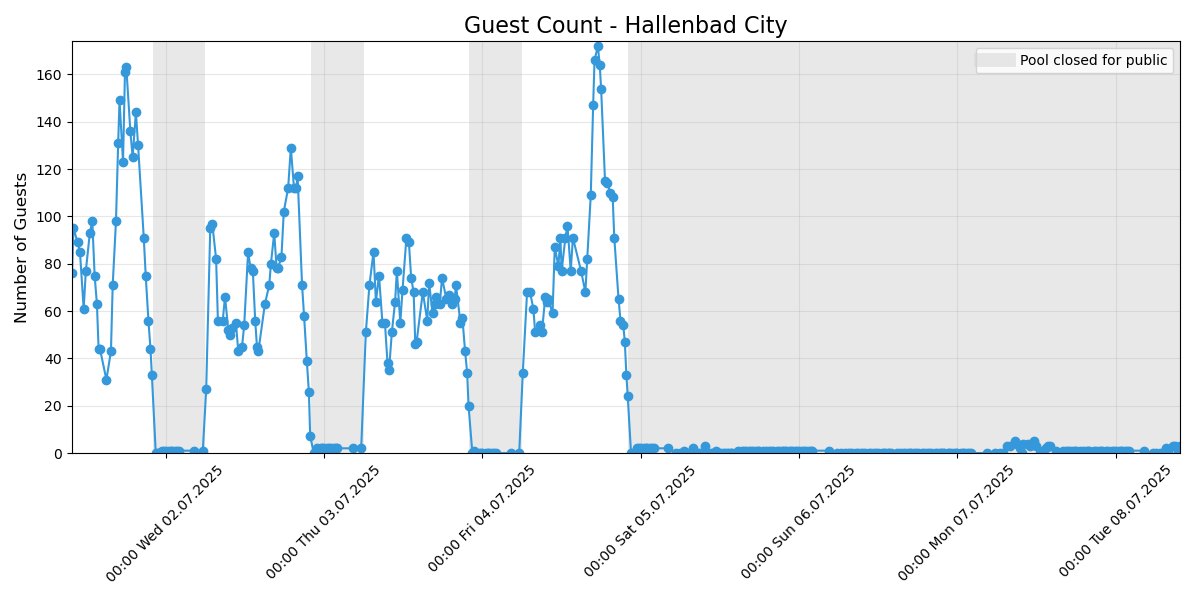 Guest Count - Hallenbad City
Pool closed for public
Number of Guests
160
140
120
100
80
60
40
20
0
00:00 Wed 02.07.2025
00:00 Thu 03.07.2025
00:00 Fri 04.07.2025
00:00 Sat 05.07.2025
00:00 Sun 06.07.2025
00:00 Mon 07.07.2025
00:00 Tue 08.07.2025